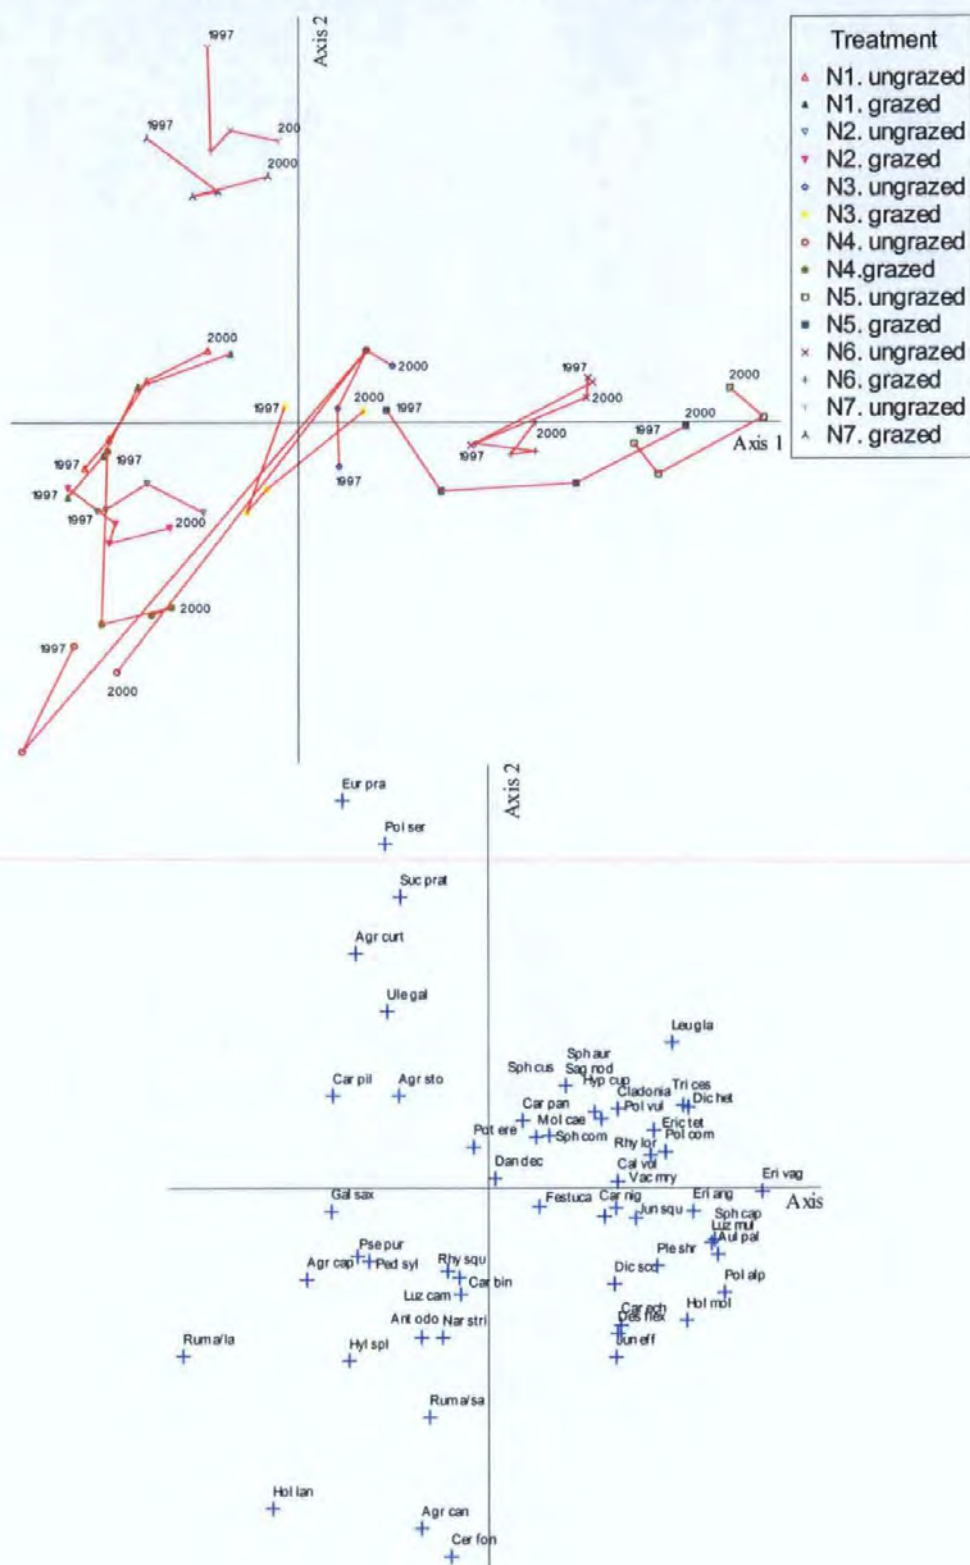 Axis 2
1997
200
1997
2000
Treatment
N1. ungrazed
N1. grazed
N2. ungrazed
N2. grazed
N3. ungrazed
N3. grazed
N4. ungrazed
N4.grazed
N5. ungrazed
N5. grazed
N6. ungrazed
N6. grazed
N7. ungrazed
N7. grazed
2000
2000
1997
2000
1997
1997
2000
2000
2000
1997
1997
Axis 1
1997
1997
1997
1997
1997
2000
2000
1997
2000
Axis 2
Eur pra
Pol ser
Suc prat
Agr curt
Ule gal
Leu gla
Sph aur
Sph cus
Sag nod
Hyp cup
Car pil
Agr sto
Cladonia
Tri ces
Dic het
Car pan
Pol vul
Mol cae
Eric tet
Pot ere
Sph com
Pol com
Rhy lor
Dan dec
Cal vol
Vac mry
Eri vag
Axis
Gal sax
Festuca
Car nig
Eri ang
Jun squ
Sph cap
Luz mul
Aul pal
Pse pur
Ped syl
Rhy squ
Ple shr
Agr cap
Car bin
Dic sco
Pol alp
Luz cam
Hol mol
Ant odo
Nar stri
Car ech
Des flex
Jun eff
Rum a/la
Hyl spl
Rum a/sa
Hol lan
Agr can
Cer fon